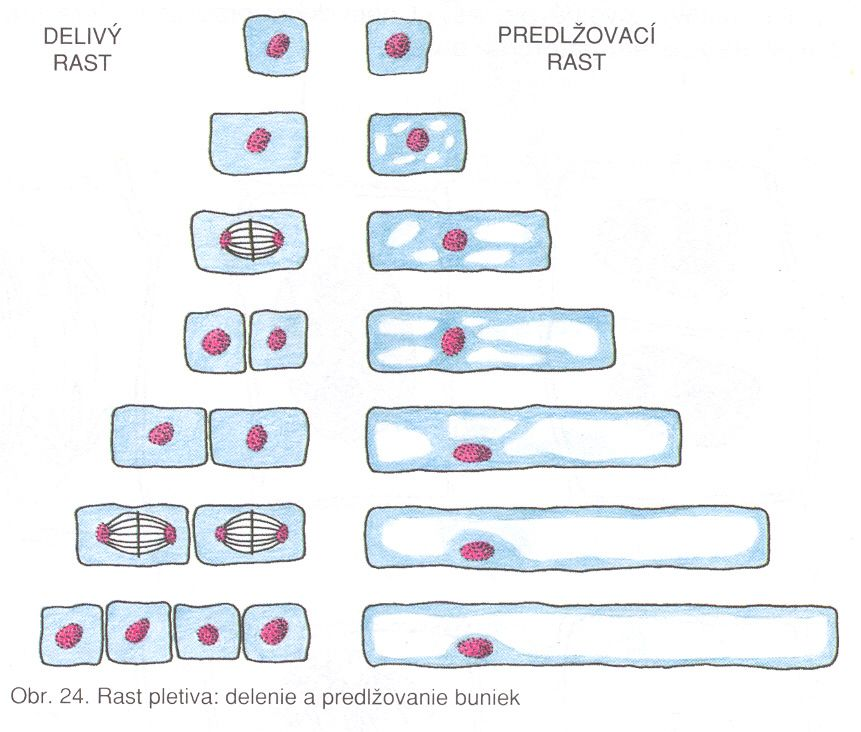 DELIVÝ
RAST
PREDLŽOVACÍ
RAST
Obr. 24. Rast pletiva: delenie a predlžovanie buniek